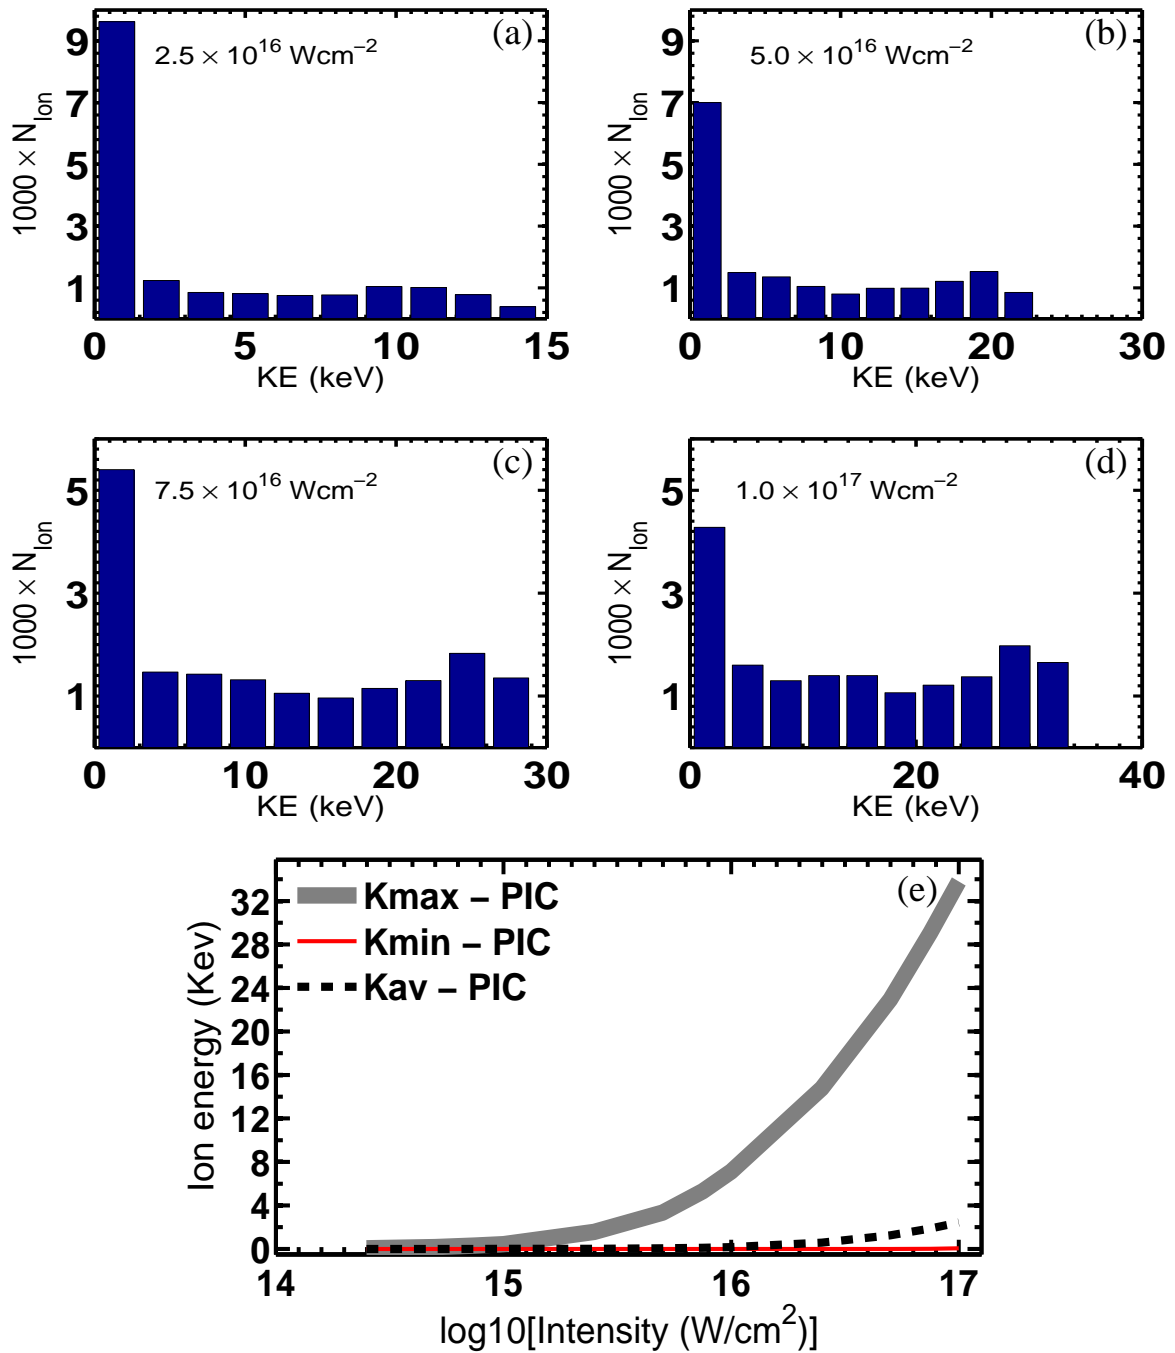 (a)
2.5 × 10^16 Wcm^−2
1000 × N_Ion
9
7
5
3
1
0 5 10 15
KE (keV)
(b)
5.0 × 10^16 Wcm^−2
1000 × N_Ion
9
7
5
3
1
0 10 20 30
KE (keV)
(c)
7.5 × 10^16 Wcm^−2
1000 × N_Ion
5
3
1
0 10 20 30
KE (keV)
(d)
1.0 × 10^17 Wcm^−2
1000 × N_Ion
5
3
1
0 20 40
KE (keV)
(e)
Kmax − PIC
Kmin − PIC
Kav − PIC
Ion energy (Kev)
32
28
24
20
16
12
8
4
0
14 15 16 17
log10[Intensity (W/cm^2)]